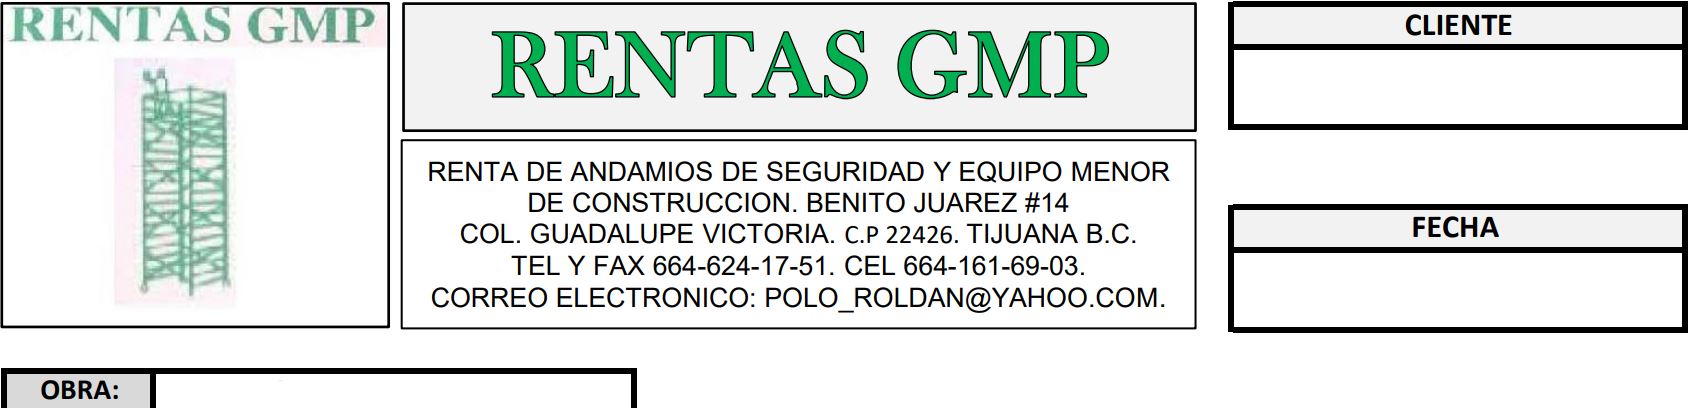 RENTAS GMP
RENTAS GMP
RENTA DE ANDAMIOS DE SEGURIDAD Y EQUIPO MENOR
DE CONSTRUCCION. BENITO JUAREZ #14
COL. GUADALUPE VICTORIA. C.P 22426. TIJUANA B.C.
TEL Y FAX 664-624-17-51. CEL 664-161-69-03.
CORREO ELECTRONICO: POLO_ROLDAN@YAHOO.COM.
CLIENTE
FECHA
OBRA: